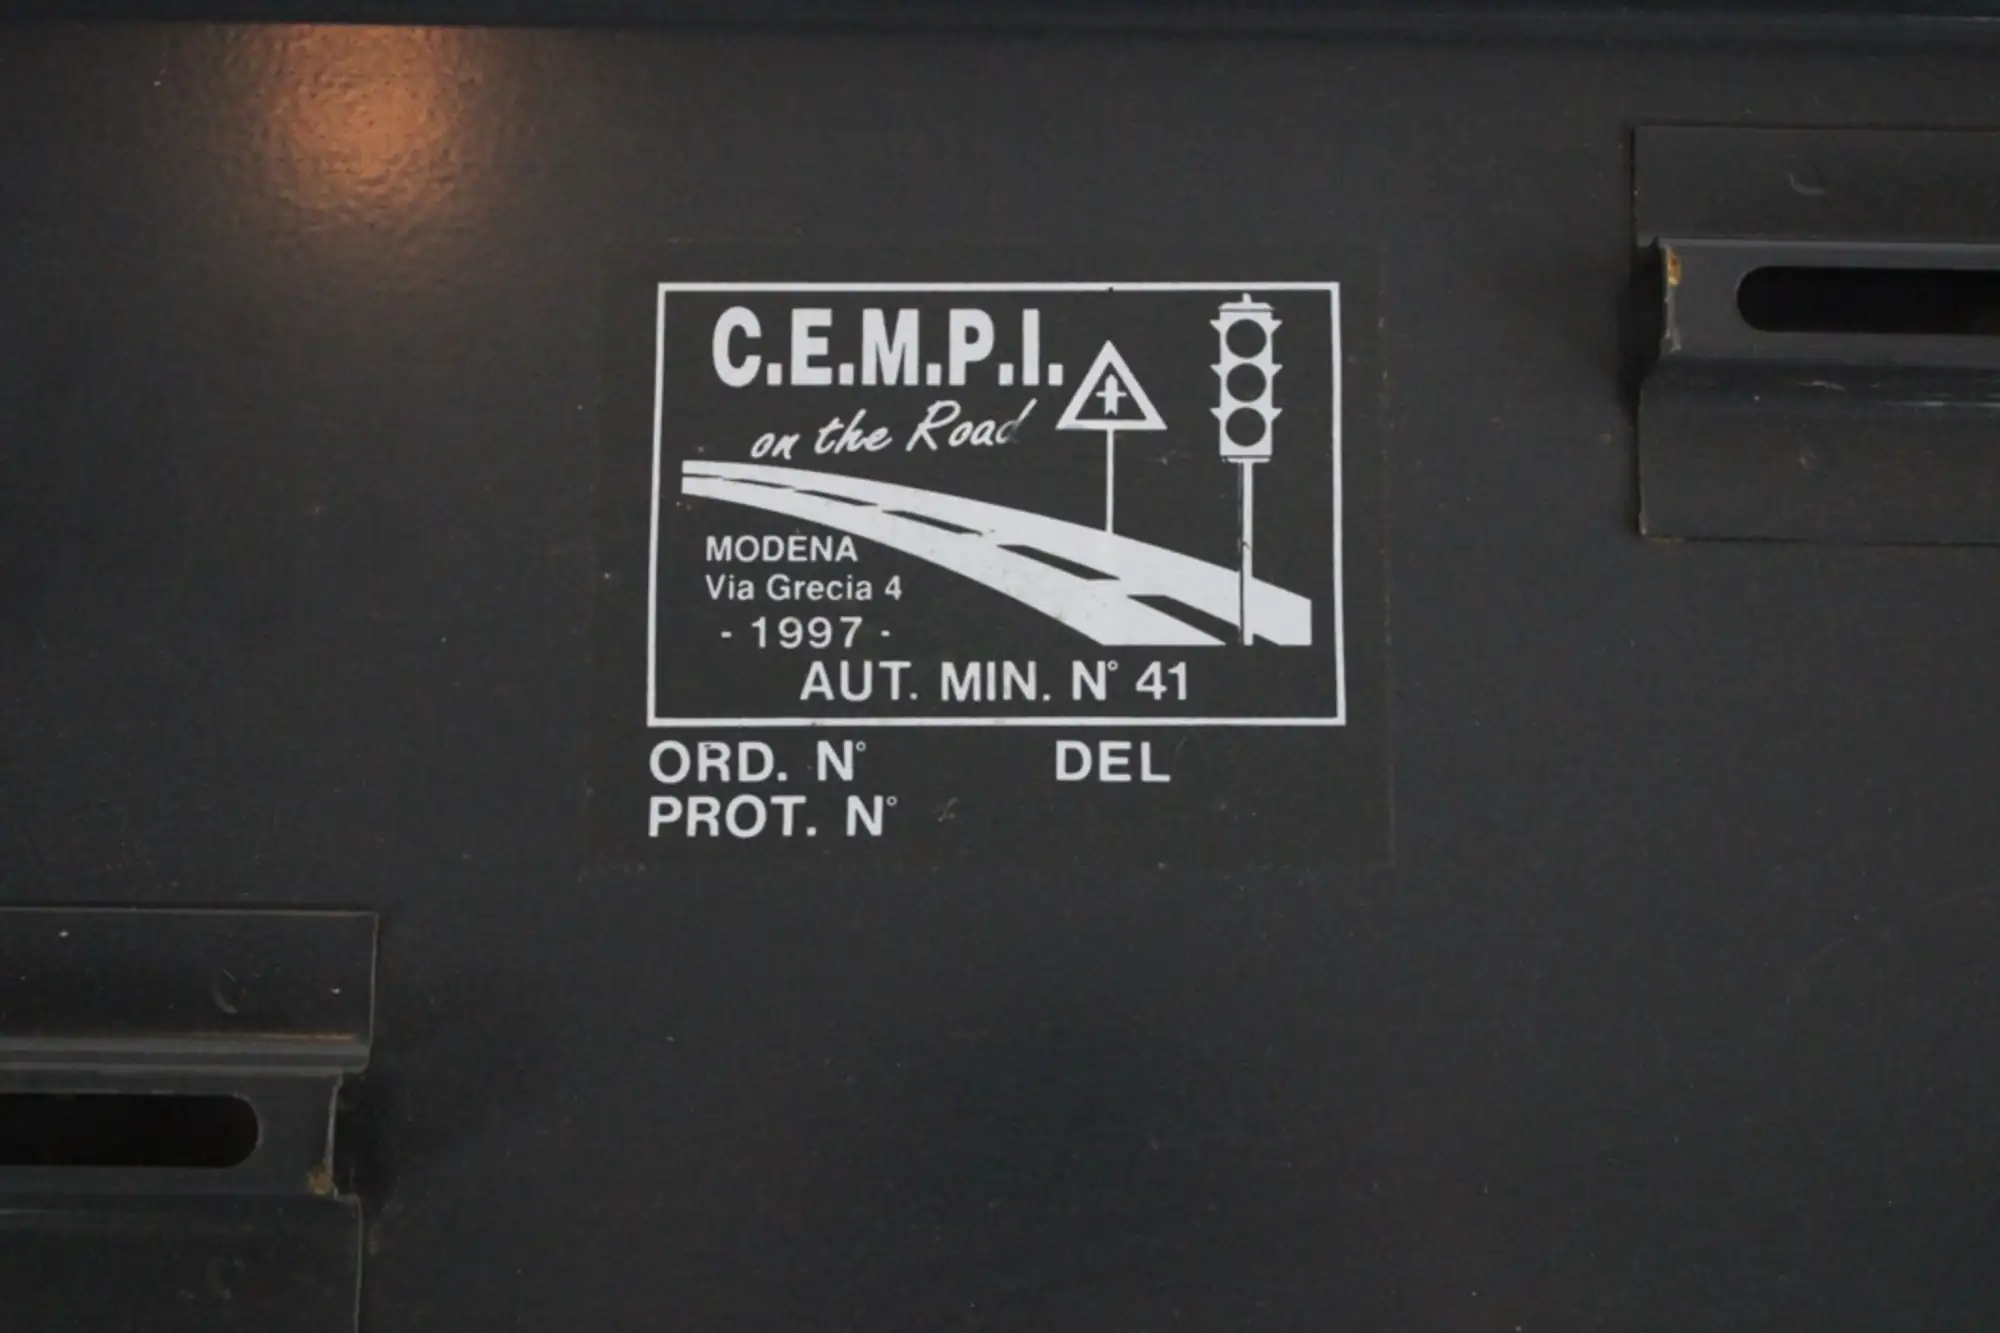 C.E.M.P.I.
on the Road
MODENA
Via Grecia 4
- 1997 -
AUT. MIN. N° 41
ORD. N° DEL
PROT. N°